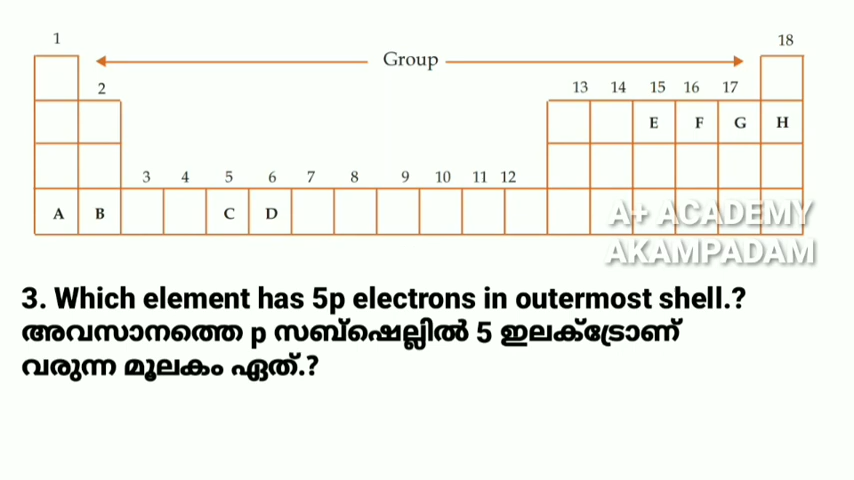 1
18
Group
2
13 14 15 16 17
E F G H
3 4 5 6 7 8 9 10 11 12
A B C D
A+ ACADEMY
AKAMPADAM
3. Which element has 5p electrons in outermost shell.?
അവസാനത്തെ p സബ്ഷെല്ലിൽ 5 ഇലക്ട്രോണ്
വരുന്ന മൂലകം ഏത്.?